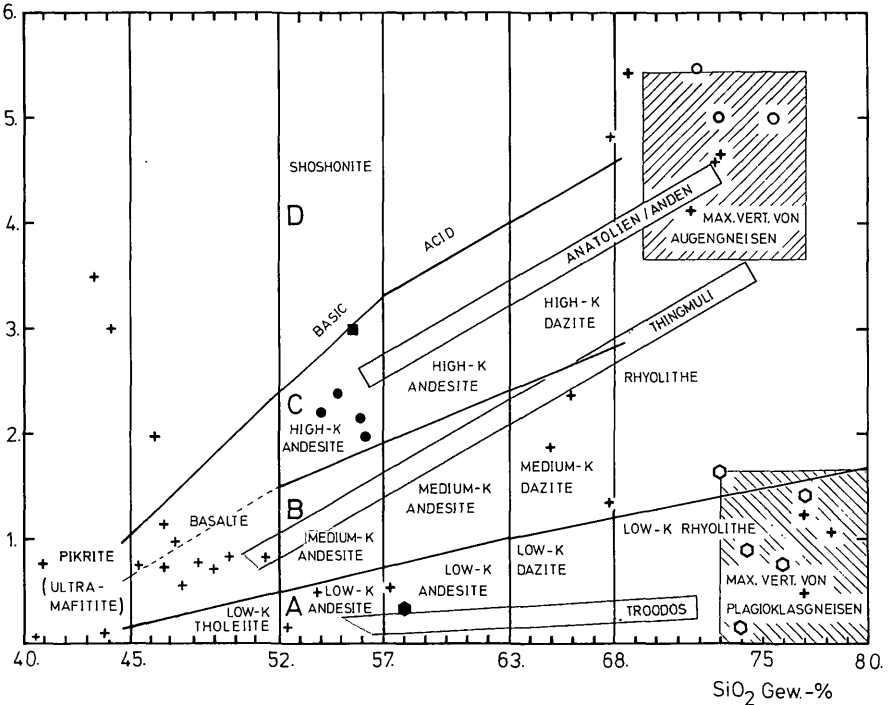 6.
5.
4.
3.
2.
1.
SHOSHONITE
D
ACID
BASIC
ANATOLIEN / ANDEN
MAX. VERT. VON
AUGENGNEISEN
HIGH-K
DAZITE
THINGMULI
HIGH-K
ANDESITE
RHYOLITHE
C
HIGH-K
ANDESITE
MEDIUM-K
DAZITE
MEDIUM-K
ANDESITE
B
BASALTE
MEDIUM-K
ANDESITE
LOW-K RHYOLITHE
PIKRITE
(ULTRA-
MAFITITE)
LOW-K
DAZITE
LOW-K
ANDESITE
LOW-K
ANDESITE
A
LOW-K
THOLEIITE
TROODOS
MAX. VERT. VON
PLAGIOKLASGNEISEN
40. 45. 52. 57. 63. 68. 75 80.
SiO2 Gew.-%